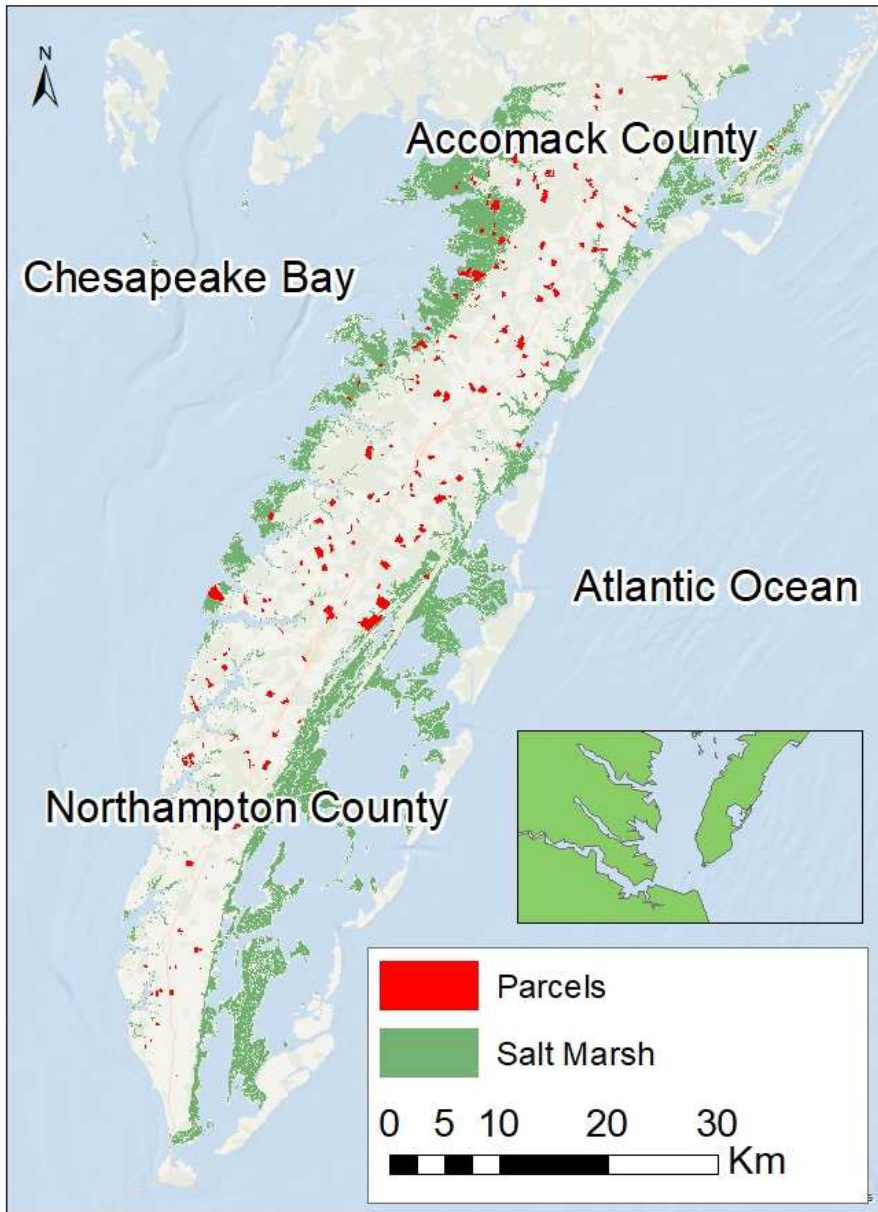 N
Accomack County
Chesapeake Bay
Atlantic Ocean
Northampton County
Parcels
Salt Marsh
0 5 10 20 30
Km